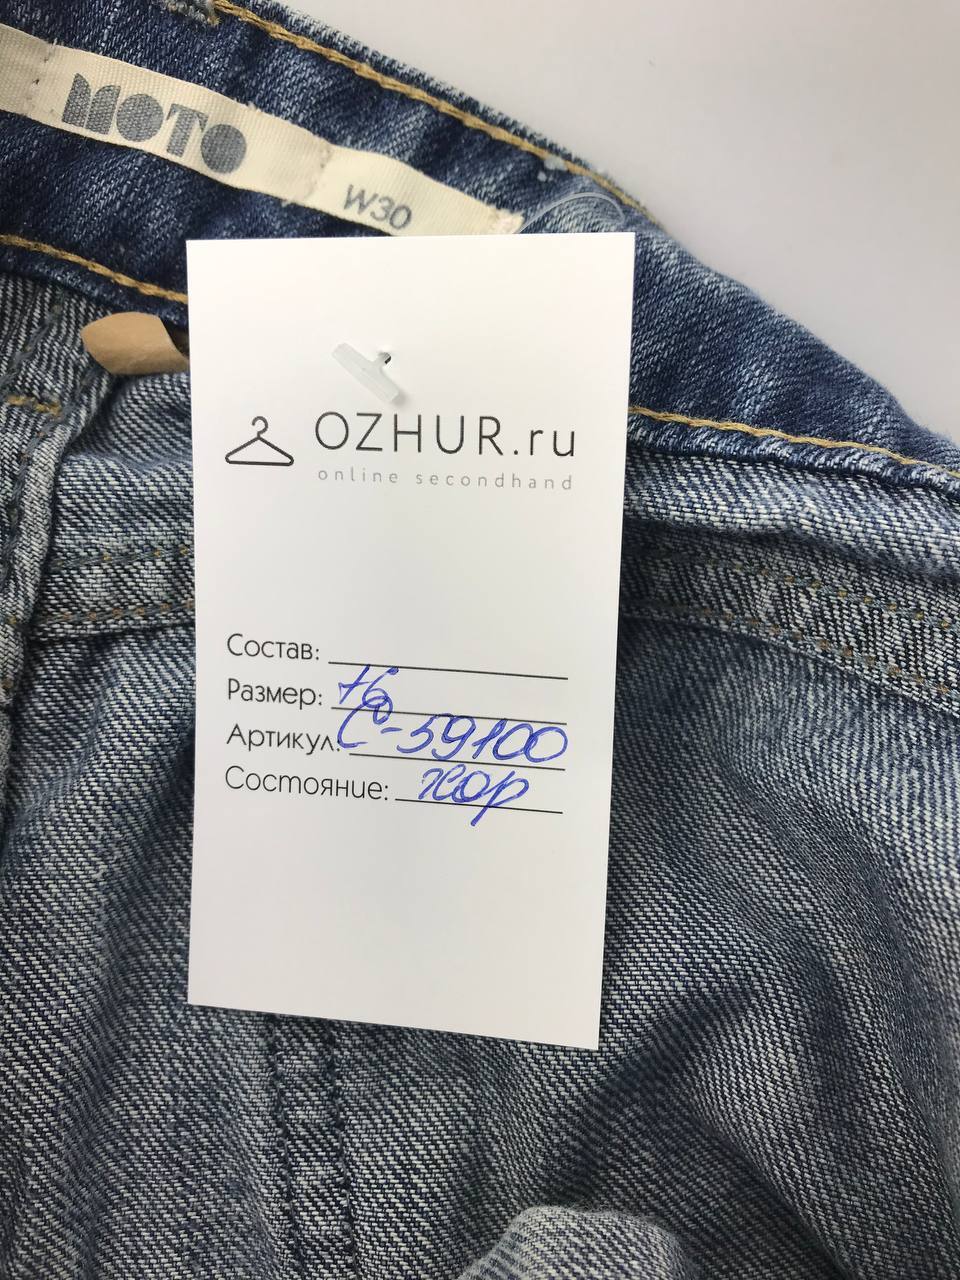 MOTO
W30
OZHUR.ru
online secondhand
Состав:
Размер: 46
Артикул: С-59100
Состояние: хор